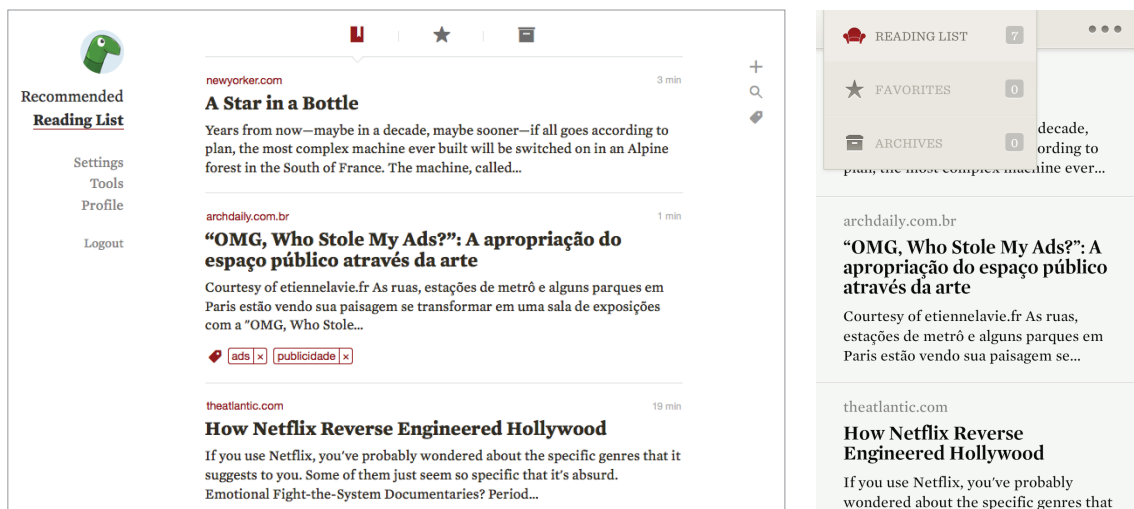 Recommended
Reading List
Settings
Tools
Profile
Logout
newyorker.com
3 min
A Star in a Bottle
Years from now—maybe in a decade, maybe sooner—if all goes according to
plan, the most complex machine ever built will be switched on in an Alpine
forest in the South of France. The machine, called...
archdaily.com.br
1 min
“OMG, Who Stole My Ads?”: A apropriação do
espaço público através da arte
Courtesy of etiennelavie.fr As ruas, estações de metrô e alguns parques em
Paris estão vendo sua paisagem se transformar em uma sala de exposições
com a "OMG, Who Stole...
ads ×
publicidade ×
theatlantic.com
19 min
How Netflix Reverse Engineered Hollywood
If you use Netflix, you've probably wondered about the specific genres that it
suggests to you. Some of them just seem so specific that it's absurd.
Emotional Fight-the-System Documentaries? Period...
READING LIST 7
FAVORITES 0
ARCHIVES 0
decade,
ording to
plan, the most complex machine ever...
archdaily.com.br
“OMG, Who Stole My Ads?”: A
apropriação do espaço público
através da arte
Courtesy of etiennelavie.fr As ruas,
estações de metrô e alguns parques em
Paris estão vendo sua paisagem se...
theatlantic.com
How Netflix Reverse
Engineered Hollywood
If you use Netflix, you've probably
wondered about the specific genres that